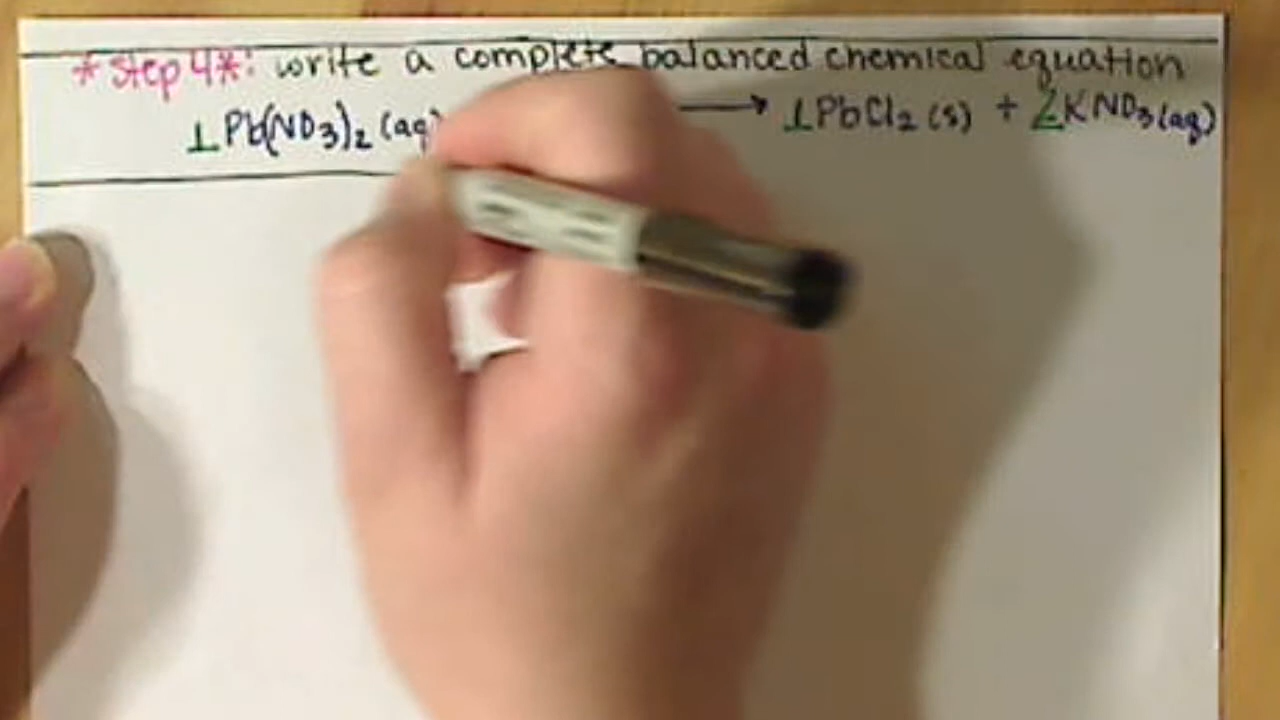 *Step 4*: write a complete balanced chemical equation
1Pb(NO3)2 (aq) → 1PbCl2 (s) + 2KNO3 (aq)